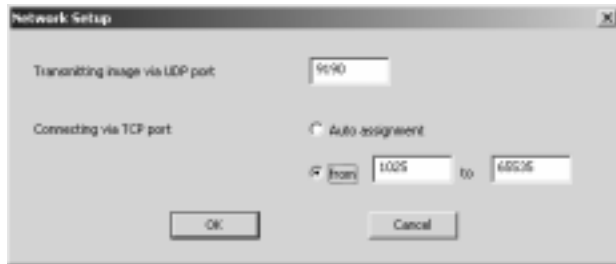 Network Setup
Transmitting image via UDP port 9190
Connecting via TCP port Auto assignment
from 1025 to 65535
OK Cancel